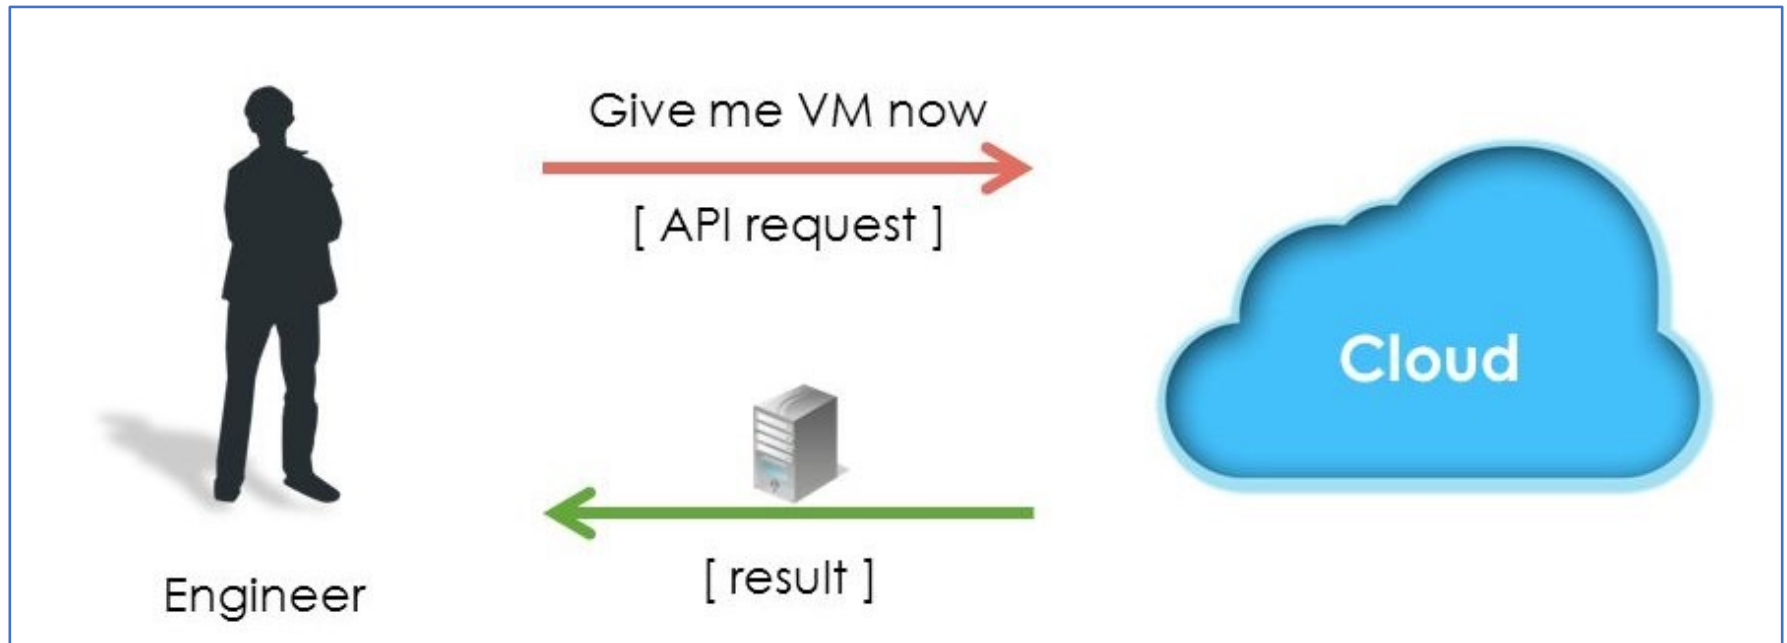 Give me VM now
[ API request ]
Cloud
[ result ]
Engineer